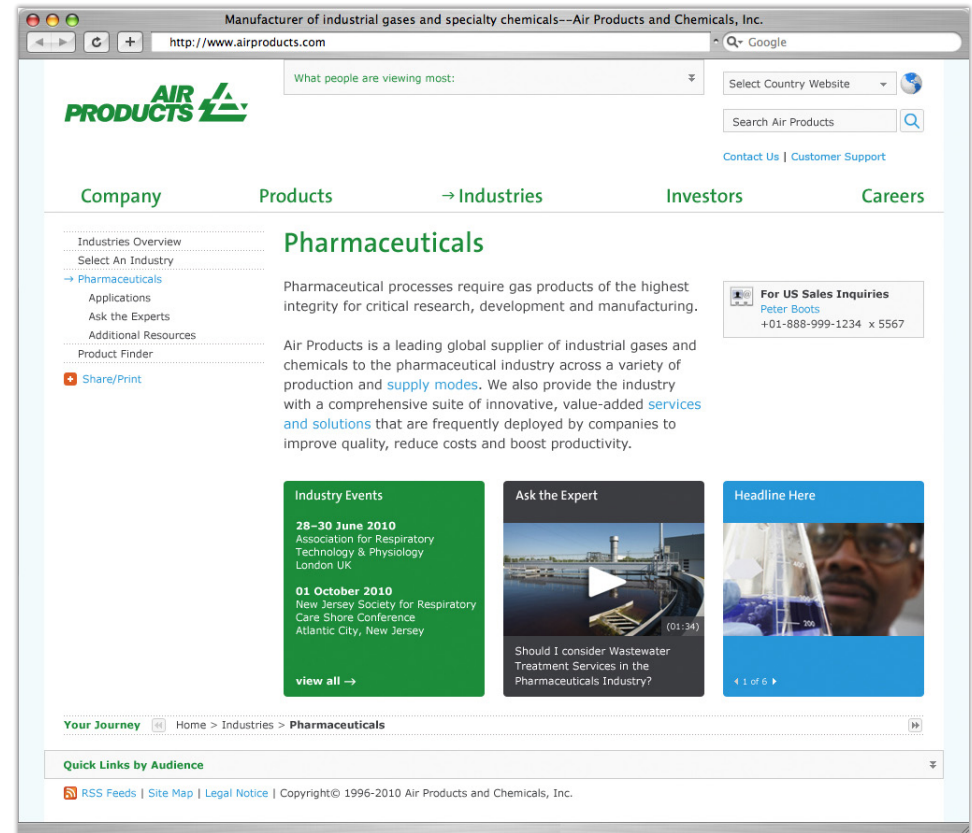 Manufacturer of industrial gases and specialty chemicals--Air Products and Chemicals, Inc.
http://www.airproducts.com
Google
AIR
PRODUCTS
What people are viewing most:
Select Country Website
Search Air Products
Contact Us | Customer Support
Company Products → Industries Investors Careers
Industries Overview
Select An Industry
→ Pharmaceuticals
Applications
Ask the Experts
Additional Resources
Product Finder
Share/Print
Pharmaceuticals
Pharmaceutical processes require gas products of the highest
integrity for critical research, development and manufacturing.
Air Products is a leading global supplier of industrial gases and
chemicals to the pharmaceutical industry across a variety of
production and supply modes. We also provide the industry
with a comprehensive suite of innovative, value-added services
and solutions that are frequently deployed by companies to
improve quality, reduce costs and boost productivity.
For US Sales Inquiries
Peter Boots
+01-888-999-1234 x 5567
Industry Events
28–30 June 2010
Association for Respiratory
Technology & Physiology
London UK
01 October 2010
New Jersey Society for Respiratory
Care Shore Conference
Atlantic City, New Jersey
view all →
Ask the Expert
(01:34)
Should I consider Wastewater
Treatment Services in the
Pharmaceuticals Industry?
Headline Here
200
1 of 6
Your Journey Home > Industries > Pharmaceuticals
Quick Links by Audience
RSS Feeds | Site Map | Legal Notice | Copyright© 1996-2010 Air Products and Chemicals, Inc.